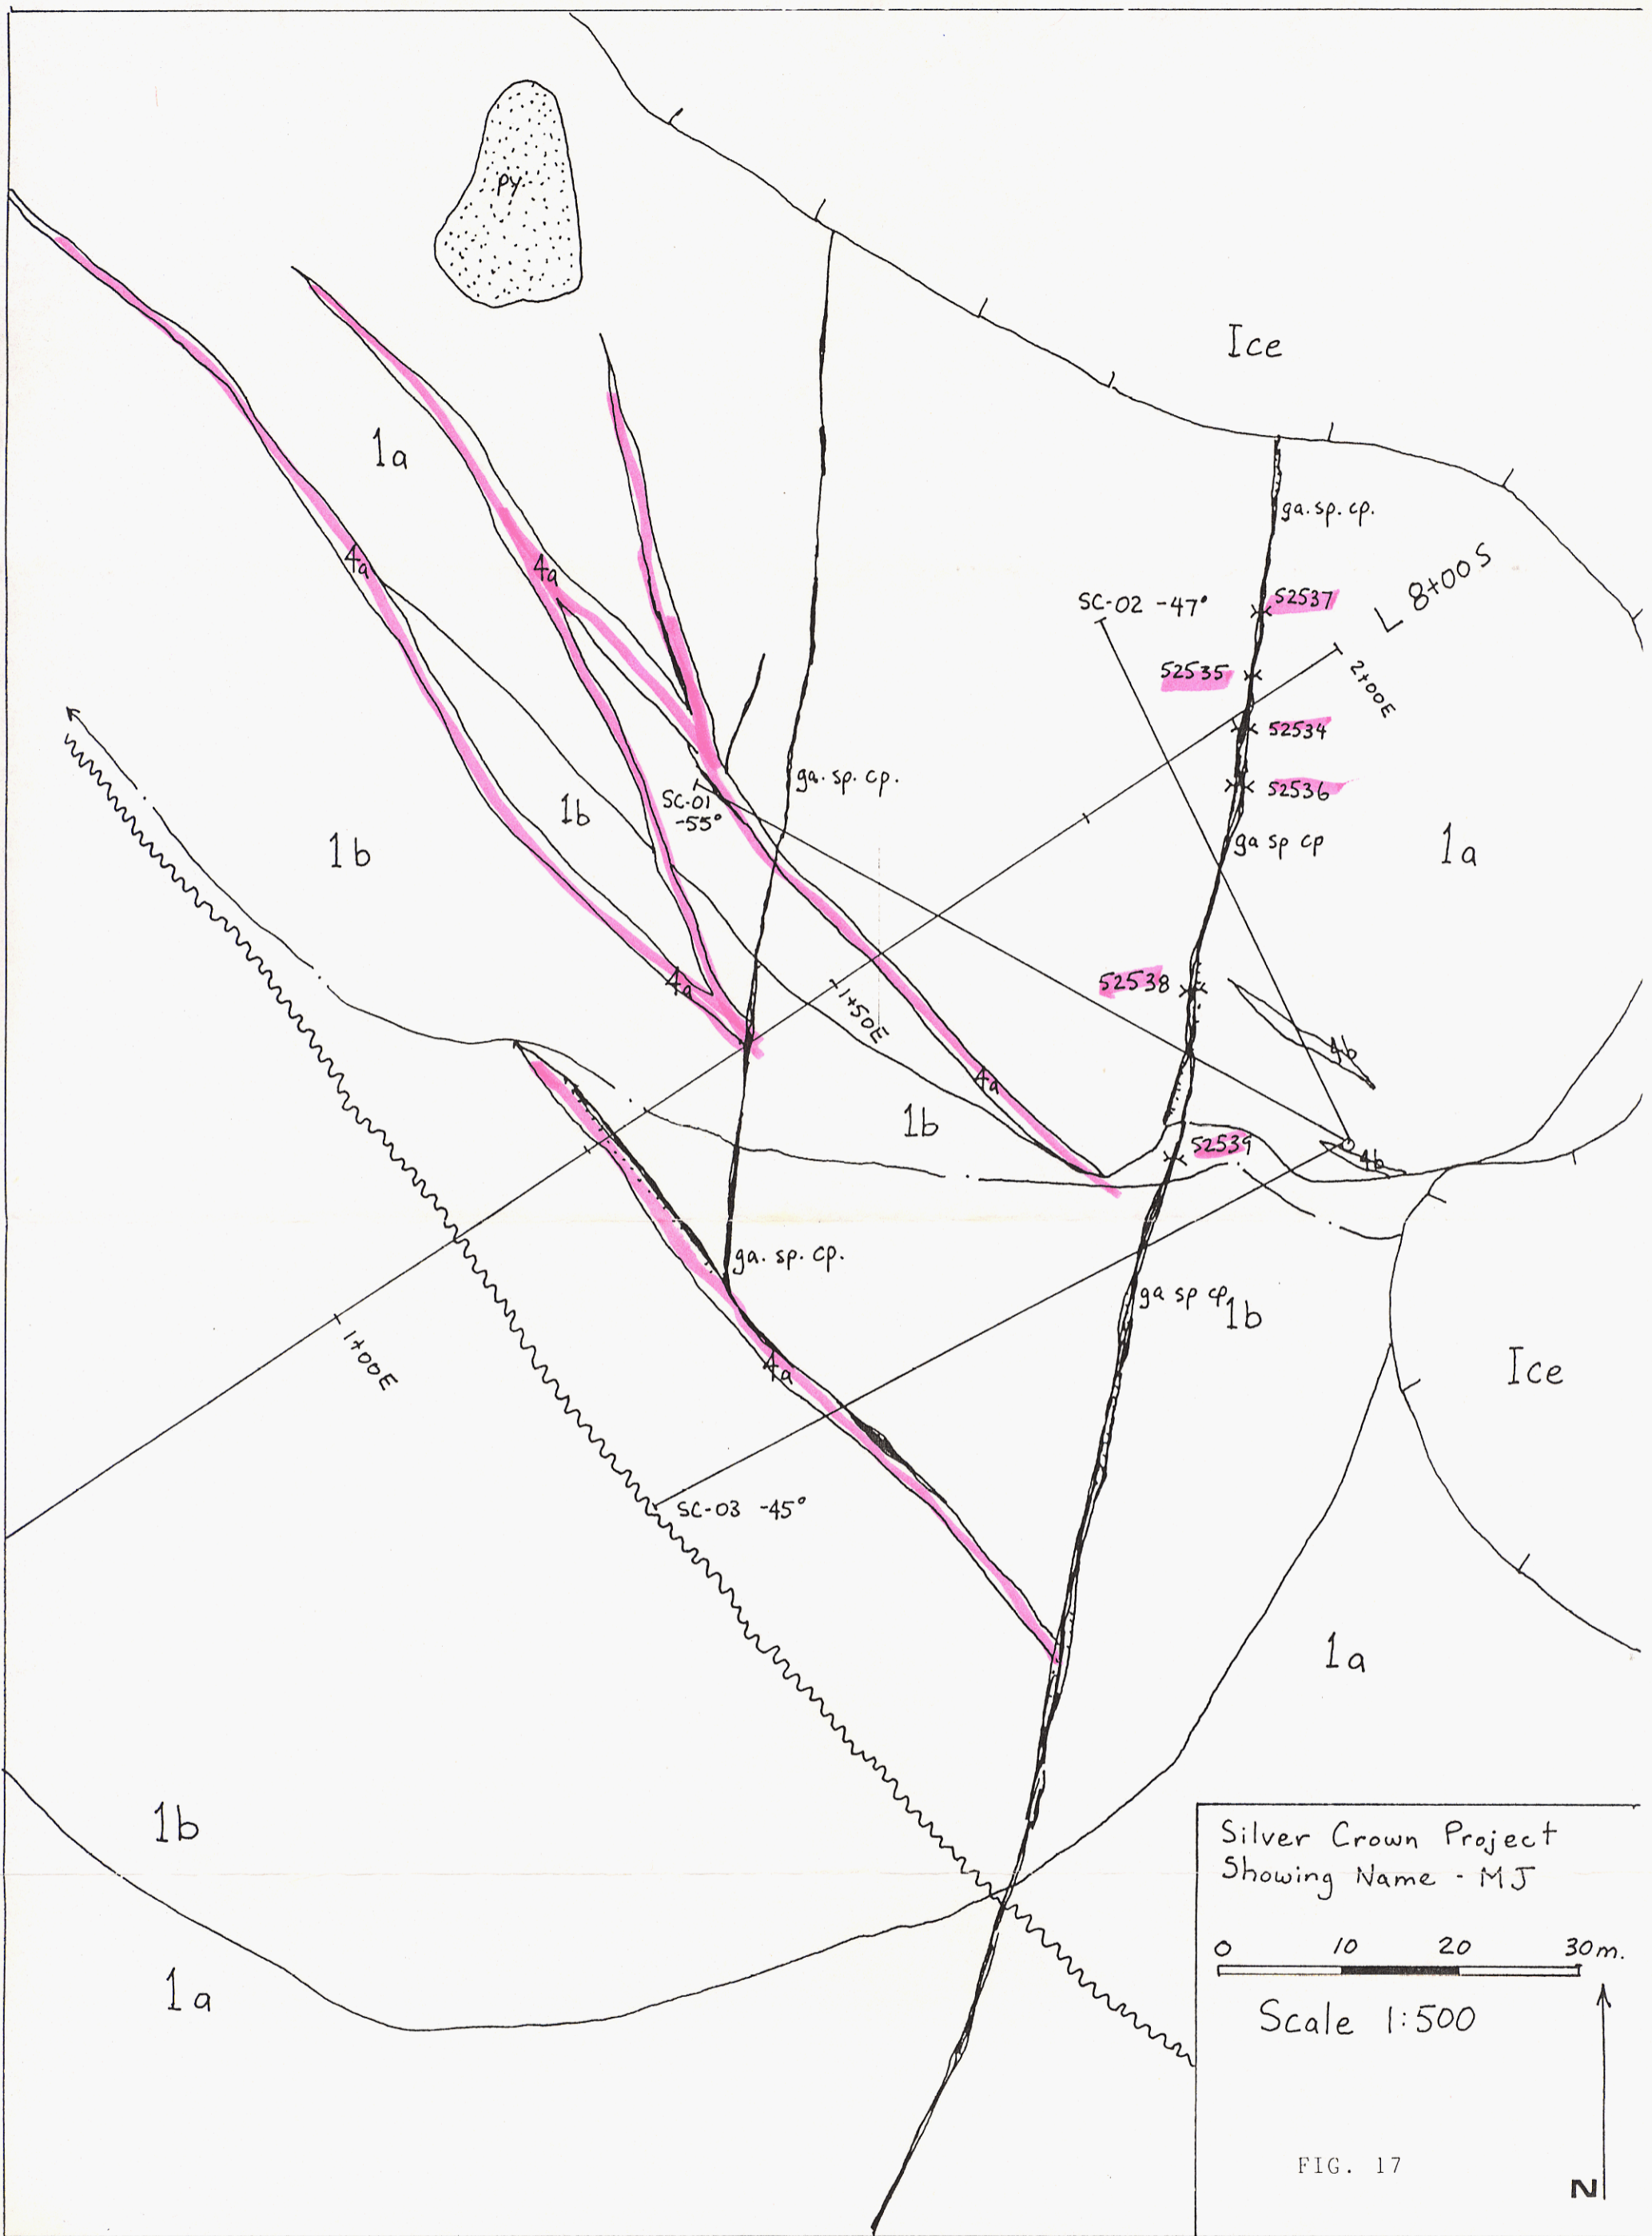 py.
Ice
1a
ga. sp. cp.
L 8+00S
4a
4a
SC-02 -47°
52537
52535
2+00E
52534
ga. sp. cp.
52536
SC-01
-55°
1b
1b
ga sp cp
1a
4a
52538
1+50E
4b
4a
1b
52539
4b
ga. sp. cp.
ga sp cp
1b
1+00E
4a
Ice
SC-03 -45°
1a
1b
1a
Silver Crown Project
Showing Name - MJ
0 10 20 30m.
Scale 1:500
FIG. 17
N